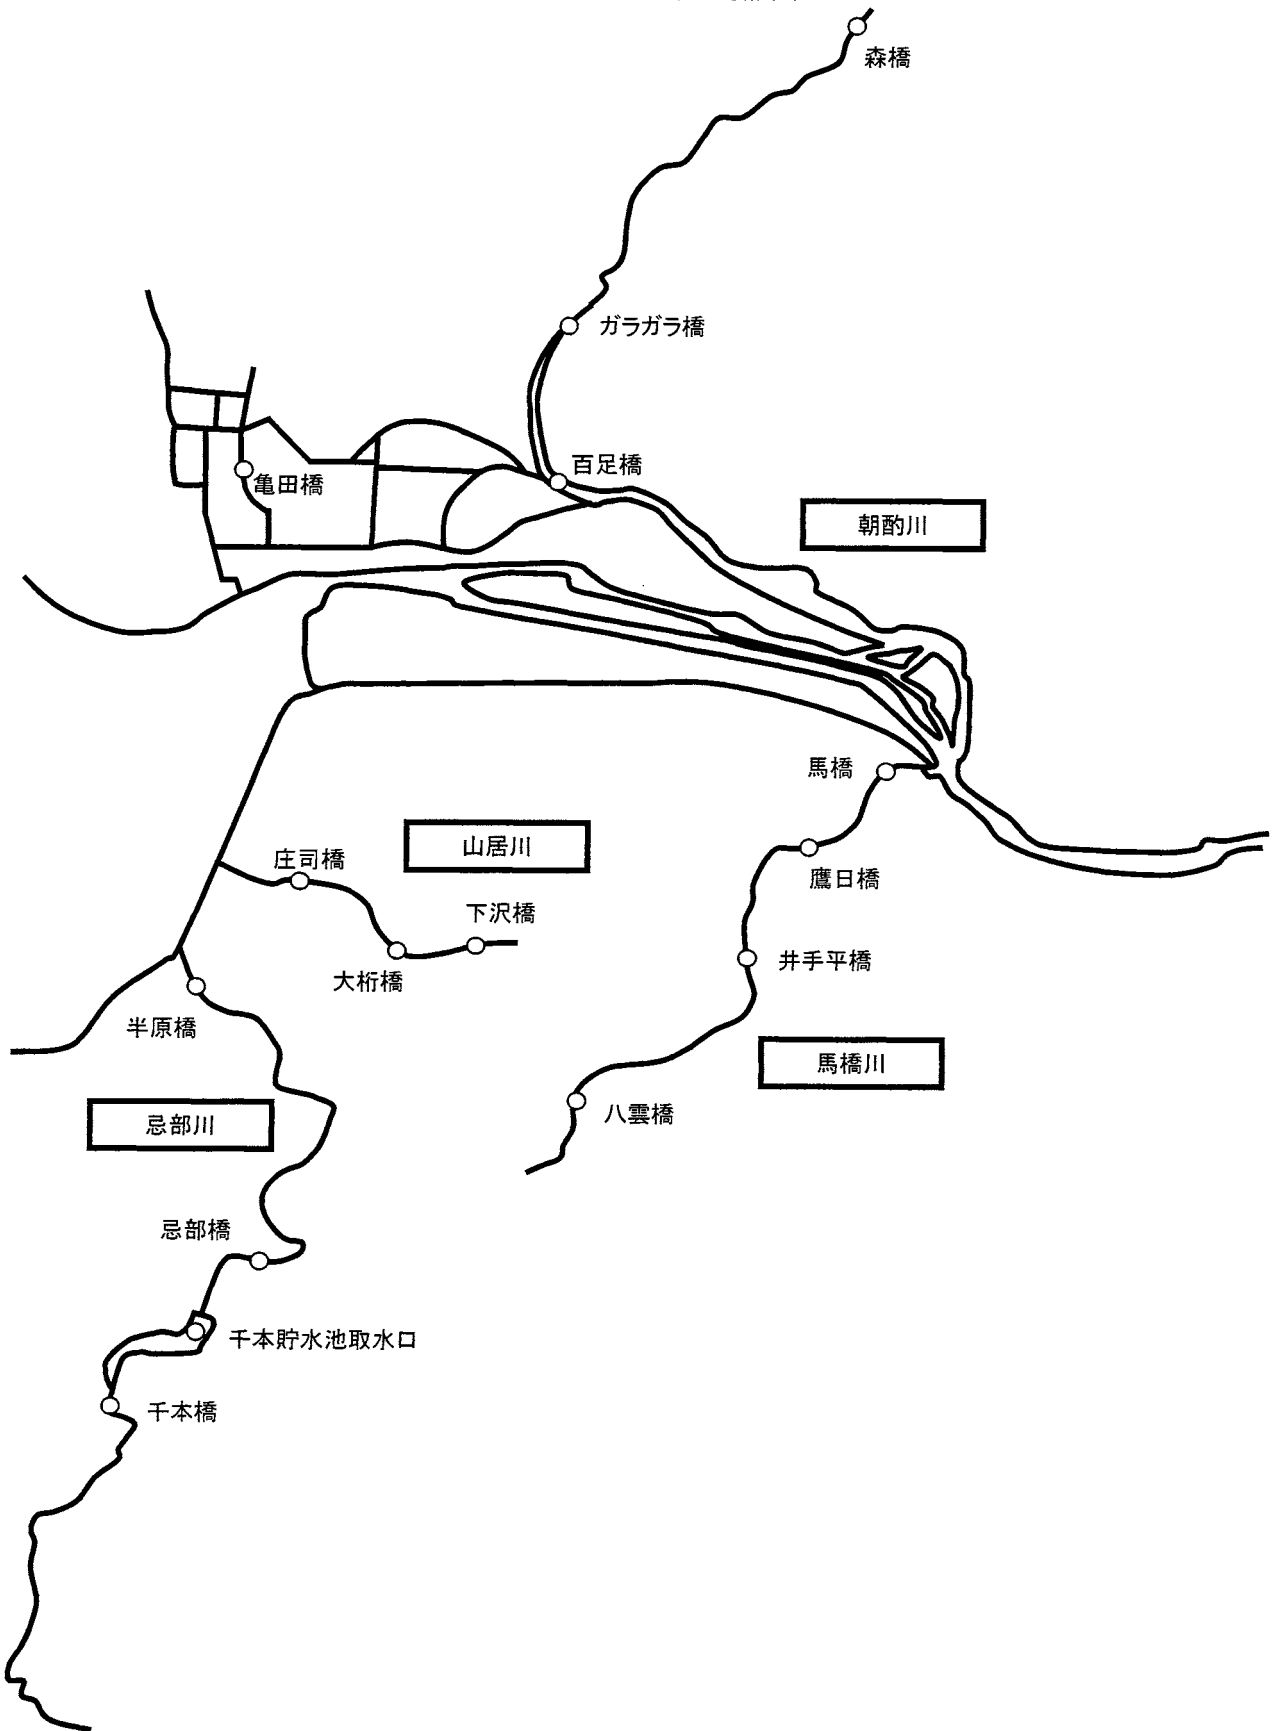 森橋
ガラガラ橋
百足橋
亀田橋
朝酌川
馬橋
山居川
庄司橋
鷹日橋
下沢橋
井手平橋
大桁橋
半原橋
馬橋川
八雲橋
忌部川
忌部橋
千本貯水池取水口
千本橋